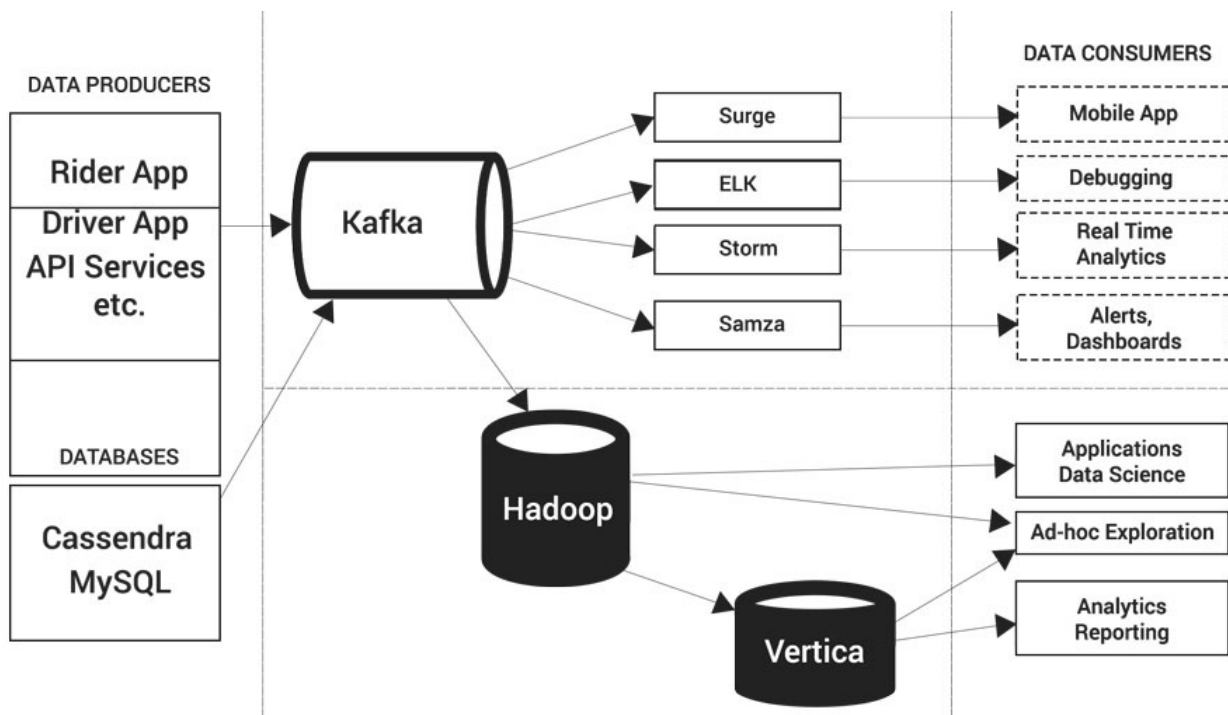 DATA PRODUCERS
Rider App
Driver App
API Services
etc.
DATABASES
Cassendra
MySQL
Kafka
Surge
ELK
Storm
Samza
Hadoop
Vertica
DATA CONSUMERS
Mobile App
Debugging
Real Time
Analytics
Alerts,
Dashboards
Applications
Data Science
Ad-hoc Exploration
Analytics
Reporting